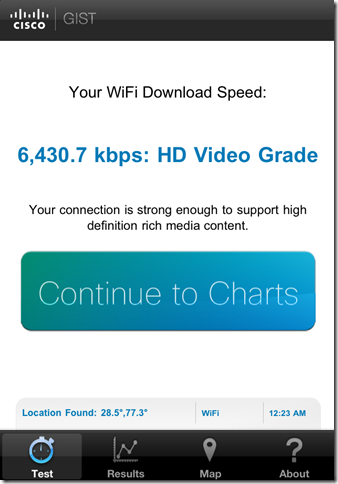 CISCO GIST
Your WiFi Download Speed:
6,430.7 kbps: HD Video Grade
Your connection is strong enough to support high
definition rich media content.
Continue to Charts
Location Found: 28.5°,77.3° WiFi 12:23 AM
Test Results Map About